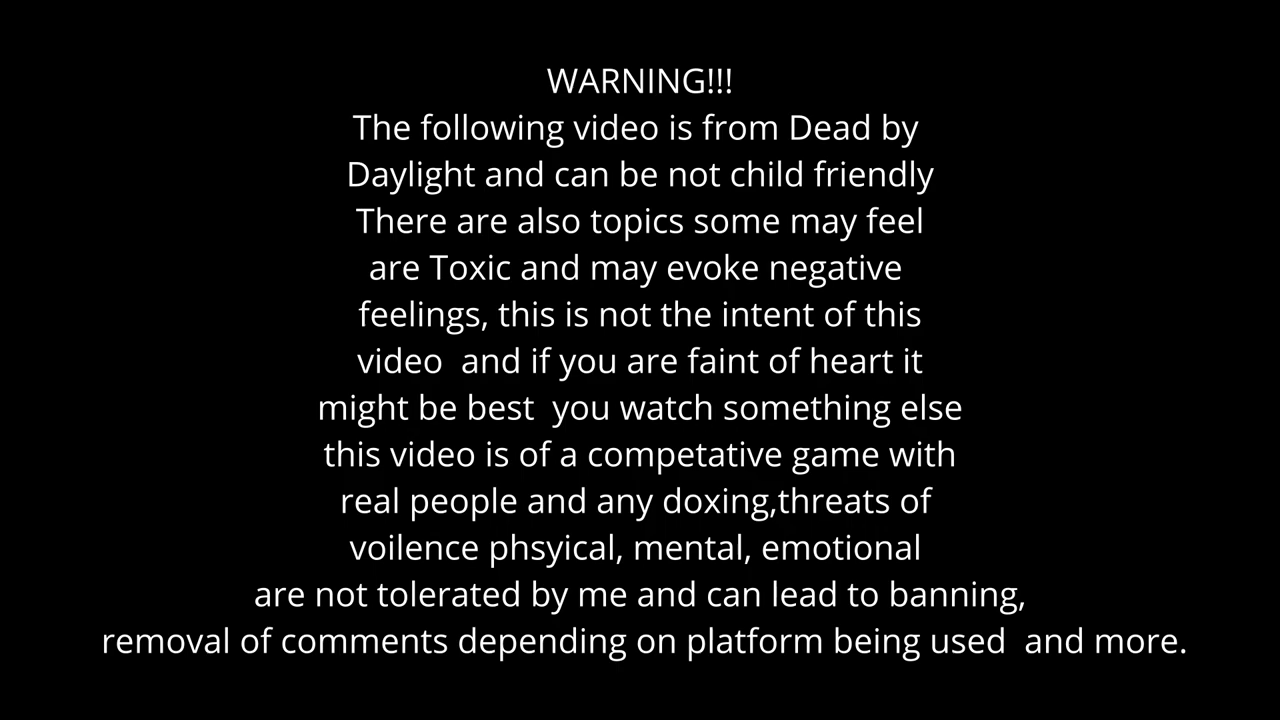 WARNING!!!
The following video is from Dead by
Daylight and can be not child friendly
There are also topics some may feel
are Toxic and may evoke negative
feelings, this is not the intent of this
video  and if you are faint of heart it
might be best  you watch something else
this video is of a competative game with
real people and any doxing,threats of
voilence phsyical, mental, emotional
are not tolerated by me and can lead to banning,
removal of comments depending on platform being used  and more.